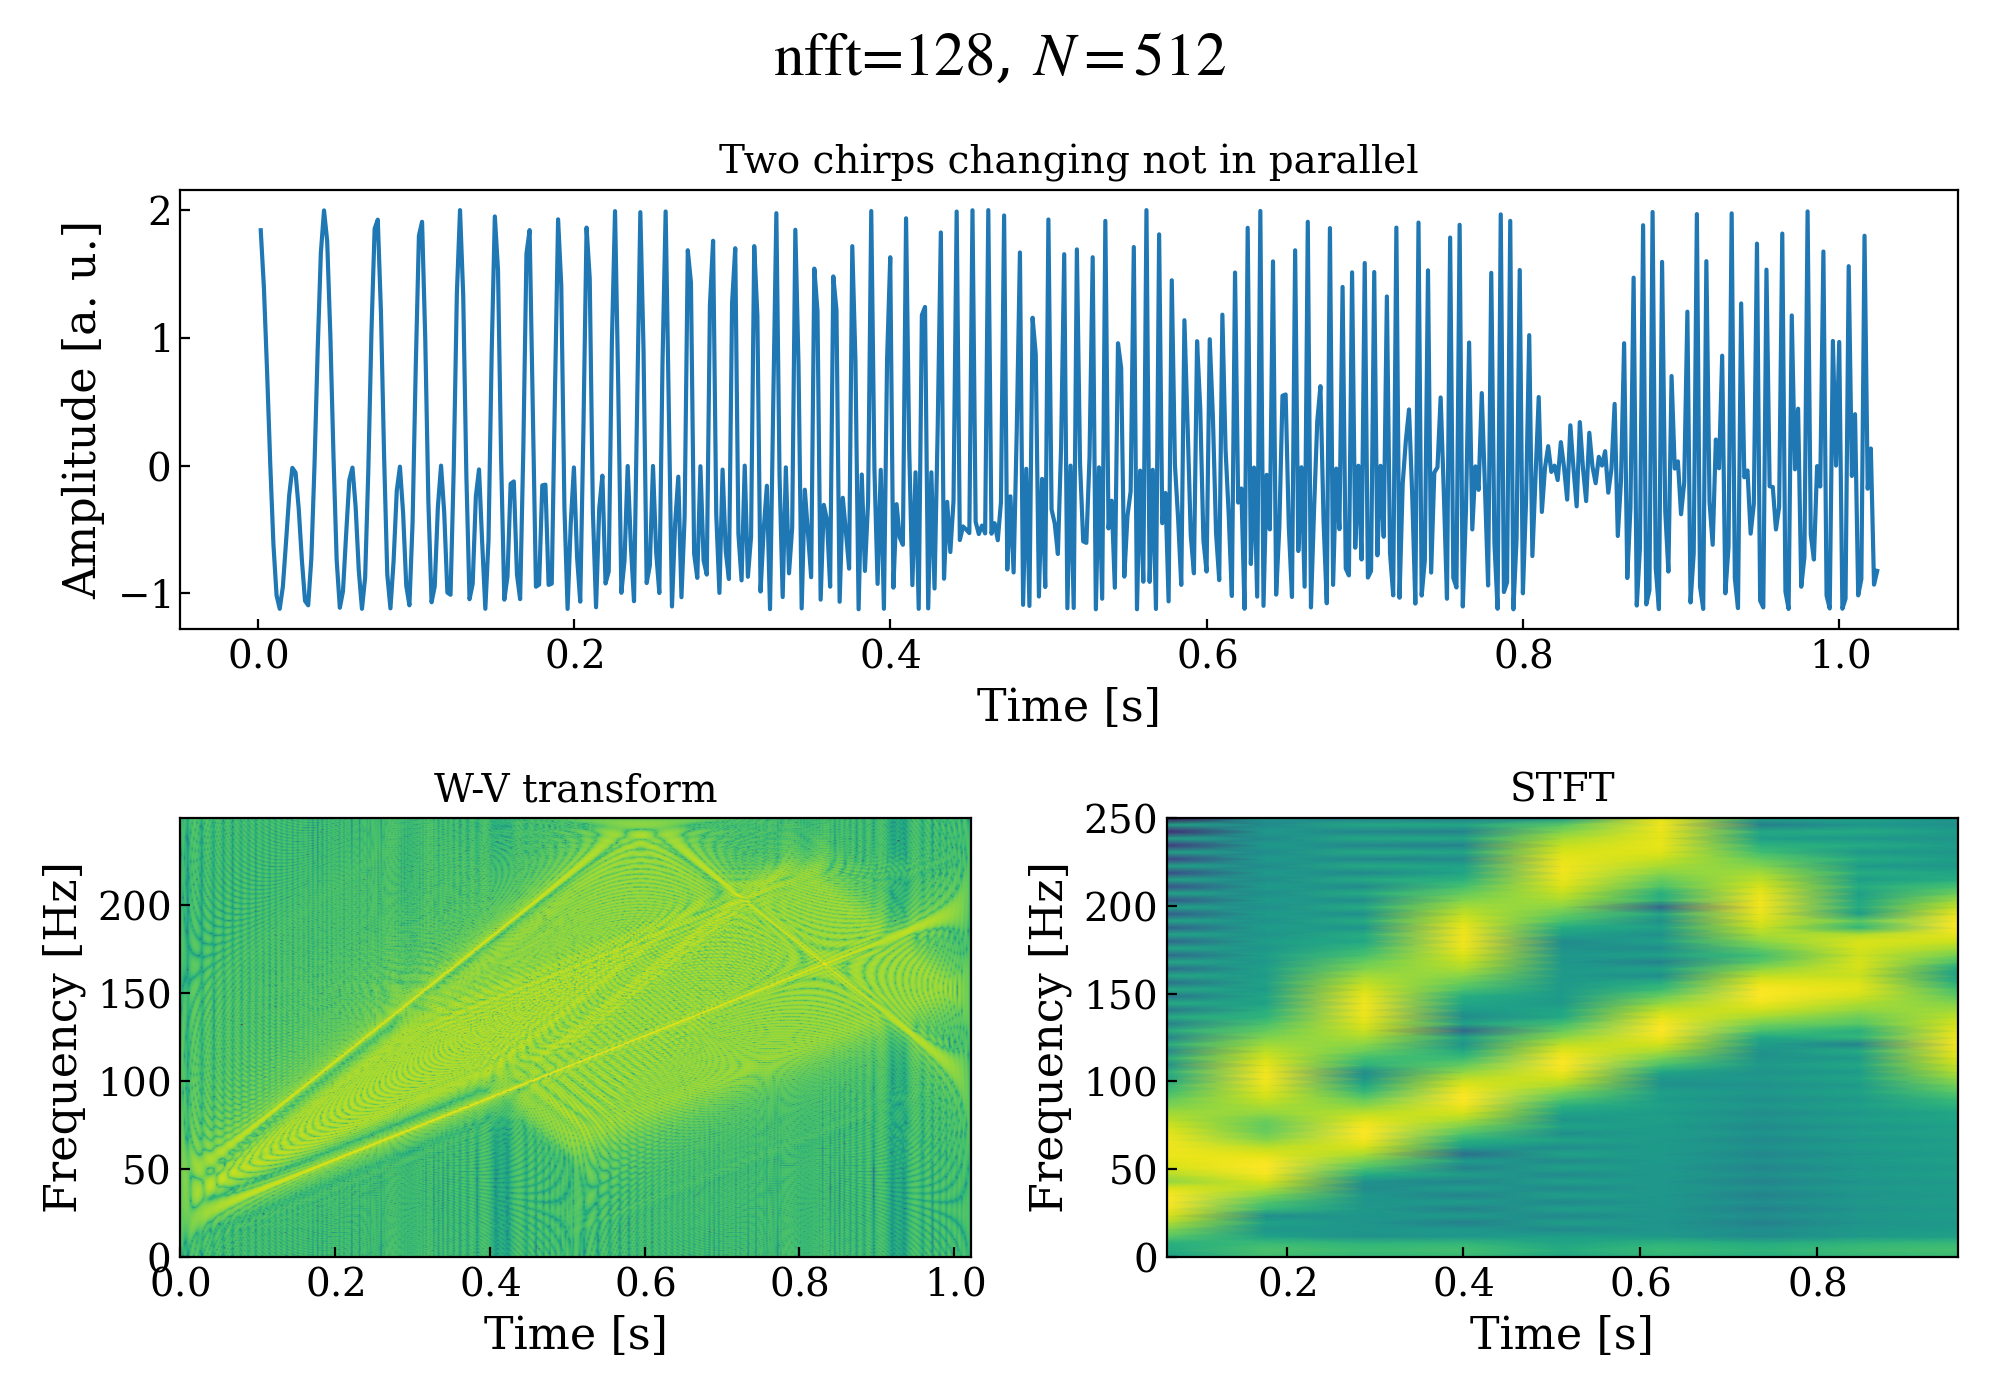 nfft=128, N=512
Two chirps changing not in parallel
Amplitude [a. u.]
2
1
0
−1
0.0 0.2 0.4 0.6 0.8 1.0
Time [s]
W-V transform
Frequency [Hz]
200
150
100
50
0
0.0 0.2 0.4 0.6 0.8 1.0
Time [s]
STFT
Frequency [Hz]
250
200
150
100
50
0
0.2 0.4 0.6 0.8
Time [s]